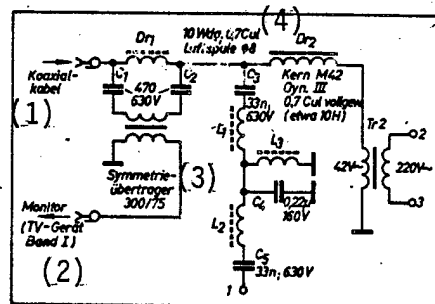 (4)
Dr1
10 Wdg, 0,7 CuL
Luftspule φ8
Dr2
Koaxial-
kabel
(1)
C1
470
630V
C2
C3
33n,
630V
Kern M42
Dyn. III
0,7 CuL vollgew.
(etwa 10H)
L1
L3
Tr2
(3)
Symmetrie-
übertrager
300/75
42V~
220V~
2
3
C4
0,22µ
160V
Monitor
(TV-Gerät
Band I)
(2)
L2
C5
33n; 630V
1